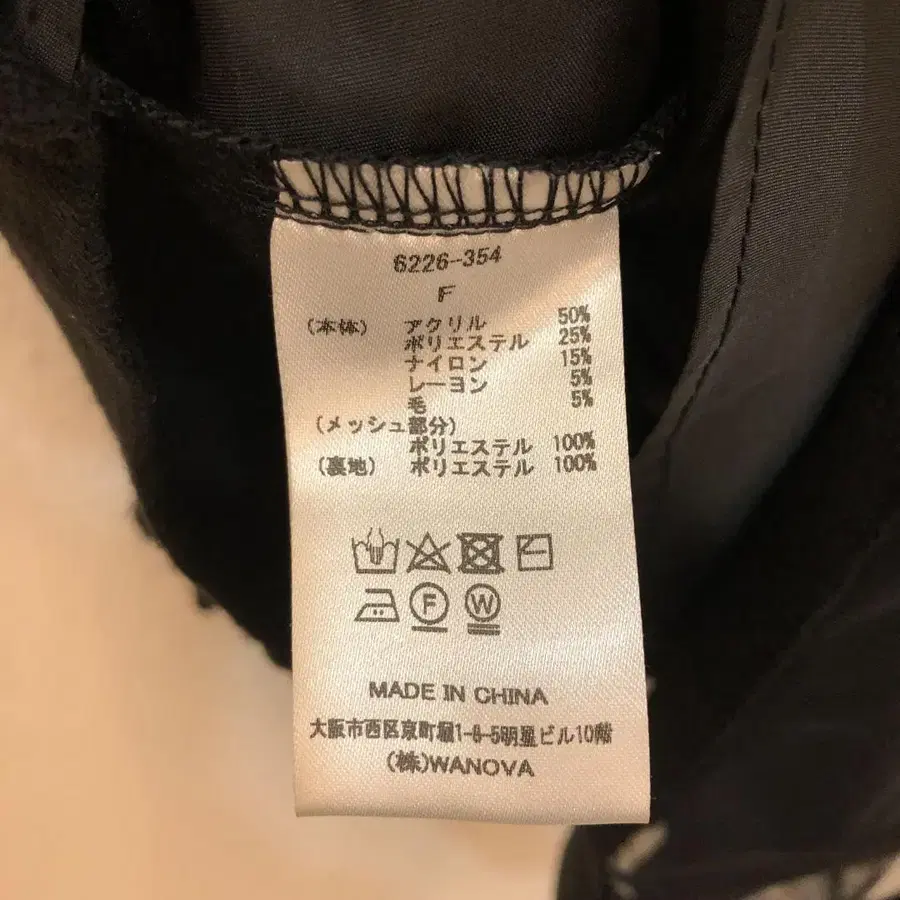 6226-354
F
(本体) アクリル 50%
ポリエステル 25%
ナイロン 15%
レーヨン 5%
毛 5%
(メッシュ部分)
ポリエステル 100%
(裏地) ポリエステル 100%
F W
MADE IN CHINA
大阪市西区京町堀1-6-5明星ビル10階
(株)WANOVA